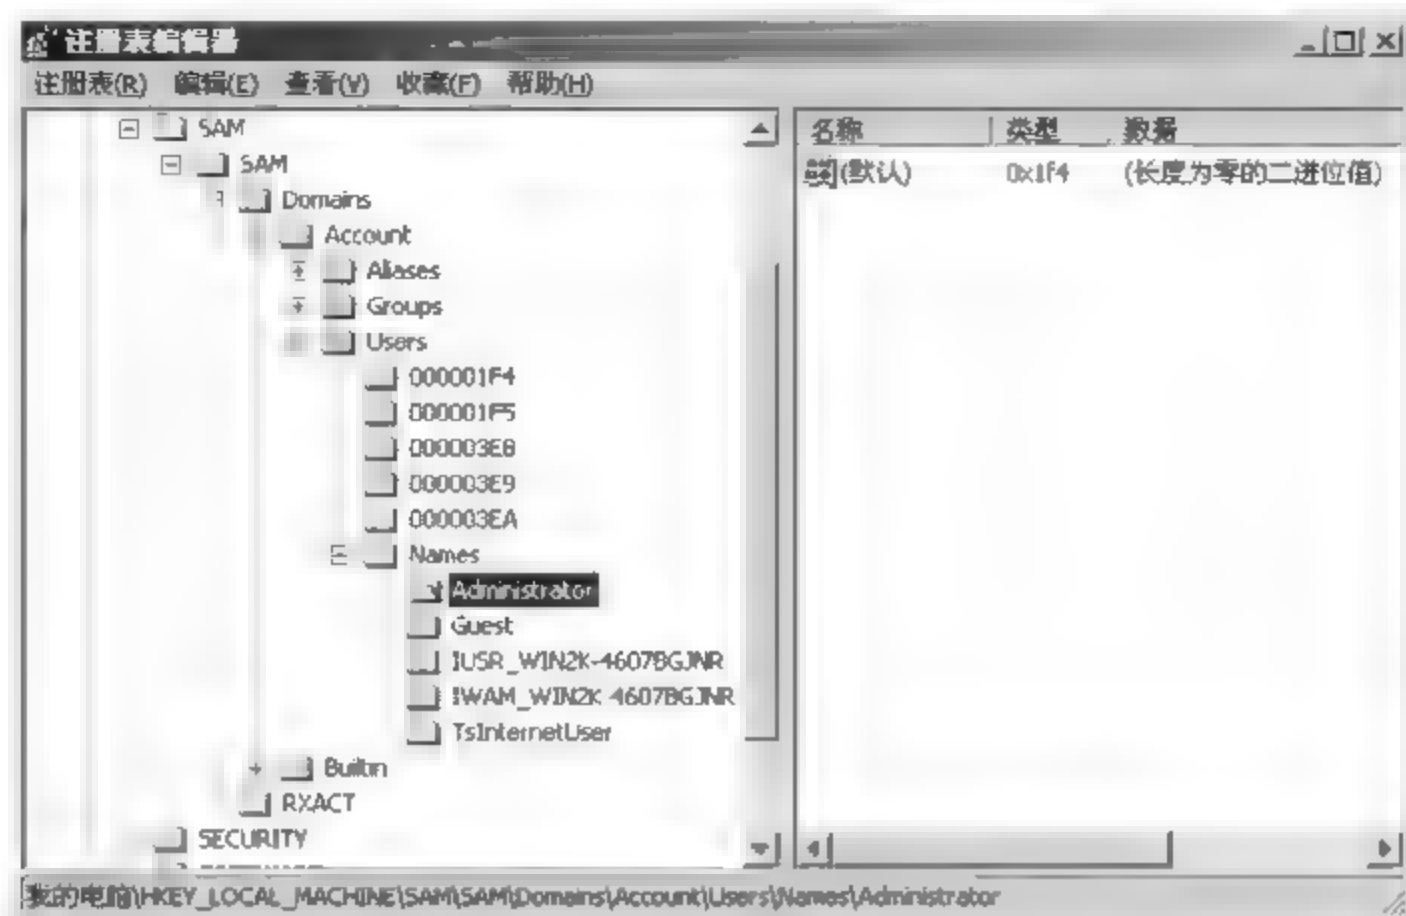 注册表编辑器
注册表(R) 编辑(E) 查看(V) 收藏(F) 帮助(H)
名称 类型 数据
(默认) 0x1f4 (长度为零的二进位值)
SAM
SAM
Domains
Account
Aliases
Groups
Users
000001F4
000001F5
000003E8
000003E9
000003EA
Names
Administrator
Guest
IUSR_WIN2K-4607BGJNR
IWAM_WIN2K-4607BGJNR
TsInternetUser
Builtin
RXACT
SECURITY
我的电脑\HKEY_LOCAL_MACHINE\SAM\SAM\Domains\Account\Users\Names\Administrator